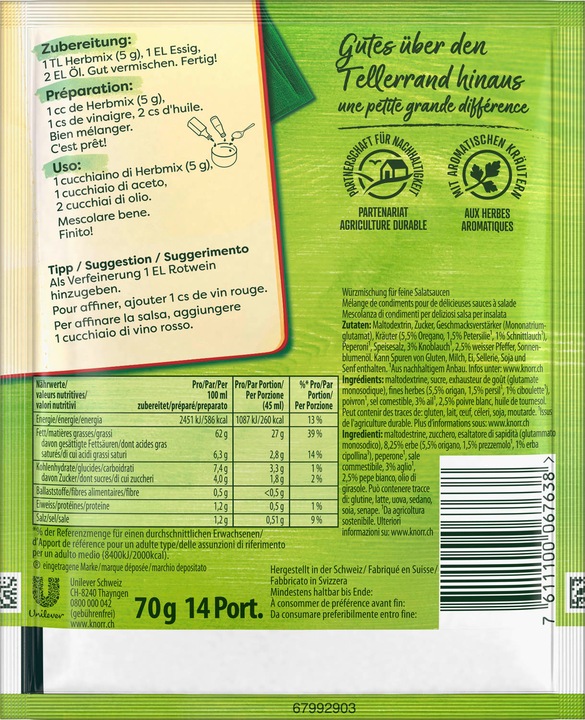 Zubereitung:
1 TL Herbmix (5 g), 1 EL Essig,
2 EL Öl. Gut vermischen. Fertig!
Préparation:
1 cc de Herbmix (5 g),
1 cs de vinaigre, 2 cs d'huile.
Bien mélanger.
C'est prêt!
Uso:
1 cucchiaino di Herbmix (5 g),
1 cucchiaio di aceto,
2 cucchiai di olio.
Mescolare bene.
Finito!
Tipp / Suggestion / Suggerimento
Als Verfeinerung 1 EL Rotwein
hinzugeben.
Pour affiner, ajouter 1 cs de vin rouge.
Per affinare la salsa, aggiungere
1 cucchiaio di vino rosso.
Gutes über den
Tellerrand hinaus
une petite grande différence
PARTNERSCHAFT FÜR NACHHALTIGKEIT
PARTENARIAT
AGRICULTURE DURABLE
MIT AROMATISCHEN KRÄUTERN
AUX HERBES
AROMATIQUES
Würzmischung für feine Salatsaucen
Mélange de condiments pour de délicieuses sauces à salade
Mescolanza di condimenti per deliziosi salsa per insalata
Zutaten: Maltodextrin, Zucker, Geschmacksverstärker (Mononatrium-
glutamat), Kräuter (5,5% Oregano, 1,5% Petersilie¹, 1% Schnittlauch¹),
Peperoni¹, Speisesalz, 3% Knoblauch¹, 2,5% weisser Pfeffer, Sonnen-
blumenöl. Kann Spuren von Gluten, Milch, Ei, Sellerie, Soja und
Senf enthalten. ¹Aus nachhaltigem Anbau. Infos unter: www.knorr.ch
Ingrédients: maltodextrine, sucre, exhausteur de goût (glutamate
monosodique), fines herbes (5,5% origan, 1,5% persil¹, 1% ciboulette¹),
poivron¹, sel comestible, 3% ail¹, 2,5% poivre blanc, huile de tournesol.
Peut contenir des traces de: gluten, lait, œuf, céleri, soja, moutarde. ¹Issus
de l'agriculture durable. Plus d'informations sous: www.knorr.ch
Ingredienti: maltodestrine, zucchero, esaltatore di sapidità (glutammato
monosodico), 8,25% erbe (5,5% origano, 1,5% prezzemolo¹, 1% erba
cipollina¹), peperone¹, sale
commestibile, 3% aglio¹,
2,5% pepe bianco, olio di
girasole. Può contenere tracce
di: glutine, latte, uova, sedano,
soia, senape. ¹Da agricoltura
sostenibile. Ulteriori
informazioni su: www.knorr.ch
Nährwerte/ valeurs nutritives/ valori nutritivi
Pro/Par/Per 100 ml zubereitet/préparé/preparato
Pro/Par Portion/ Per Porzione (45 ml)
%* Pro/Par Portion/ Per Porzione
Energie/énergie/energia 2451 kJ/586 kcal 1087 kJ/260 kcal 13 %
Fett/matières grasses/grassi 62 g 27 g 39 %
davon gesättigte Fettsäuren/dont acides gras
saturés/di cui acidi grassi saturi 6,3 g 2,8 g 14 %
Kohlenhydrate/glucides/carboidrati 7,4 g 3,3 g 1 %
davon Zucker/dont sucres/di cui zuccheri 4,0 g 1,8 g 2 %
Ballaststoffe/fibres alimentaires/fibre 0,5 g <0,5 g
Eiweiss/protéines/proteine 1,2 g 0,5 g 1 %
Salz/sel/sale 1,2 g 0,51 g 9 %
*% der Referenzmenge für einen durchschnittlichen Erwachsenen/
d'Apport de référence pour un adulte type/delle assunzioni di riferimento
per un adulto medio (8400kJ/2000kcal).
® eingetragene Marke/marque déposée/marchio depositato
Unilever
Unilever Schweiz
CH-8240 Thayngen
0800 000 042
(gebührenfrei)
www.knorr.ch
70 g 14 Port.
Hergestellt in der Schweiz/ Fabriqué en Suisse/
Fabbricato in Svizzera
Mindestens haltbar bis Ende:
À consommer de préférence avant fin:
Da consumare preferibilmente entro fine:
7 611100 067638 >
67992903